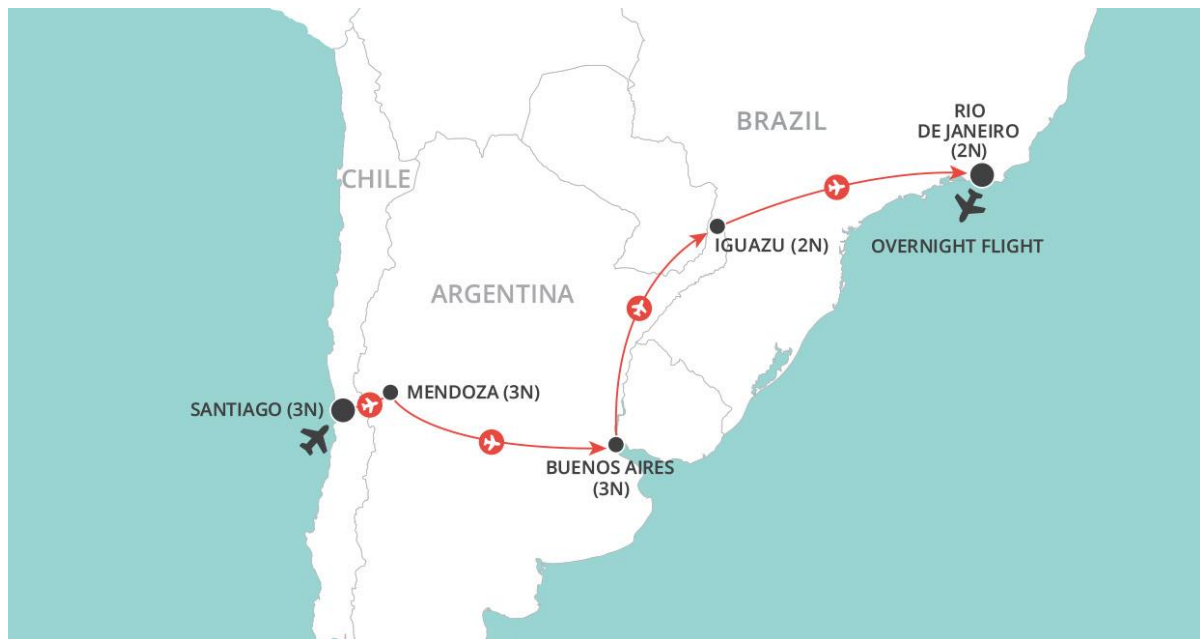 BRAZIL
RIO
DE JANEIRO
(2N)
CHILE
IGUAZU (2N)
OVERNIGHT FLIGHT
ARGENTINA
MENDOZA (3N)
SANTIAGO (3N)
BUENOS AIRES
(3N)